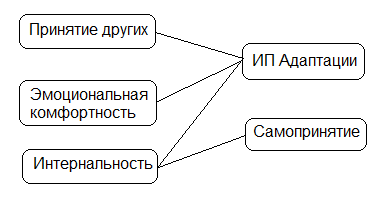 Принятие других
ИП Адаптации
Эмоциональная
комфортность
Самопринятие
Интернальность